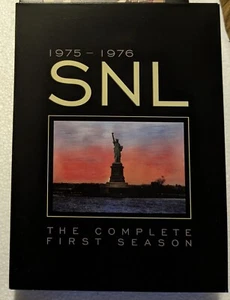 1975 - 1976
SNL
THE COMPLETE
FIRST SEASON